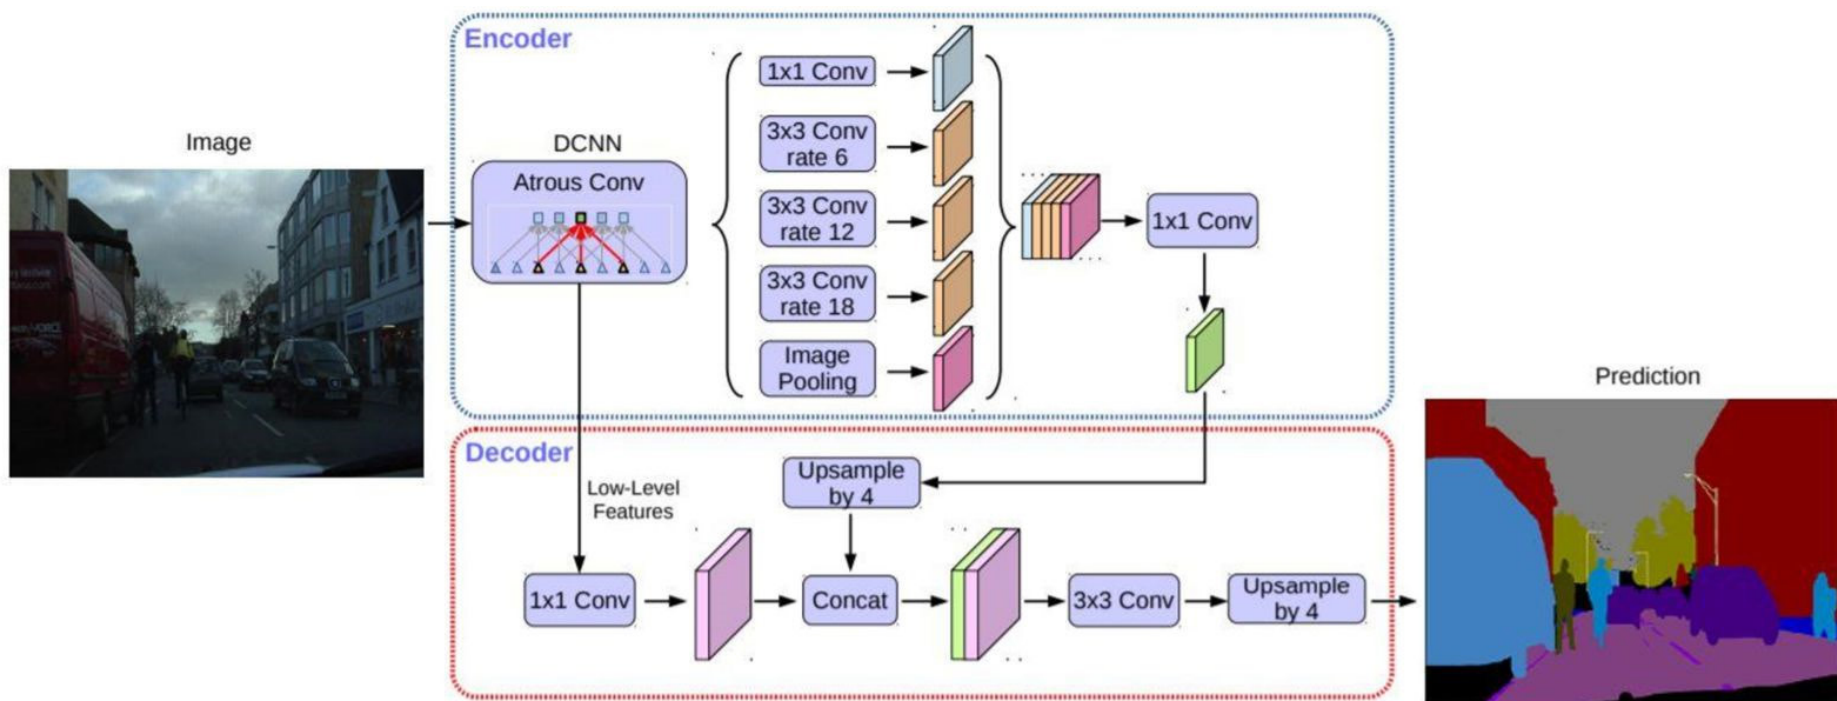 Encoder
Image
DCNN
Atrous Conv
1x1 Conv
3x3 Conv
rate 6
3x3 Conv
rate 12
3x3 Conv
rate 18
Image
Pooling
1x1 Conv
Decoder
Low-Level
Features
Upsample
by 4
1x1 Conv
Concat
3x3 Conv
Upsample
by 4
Prediction